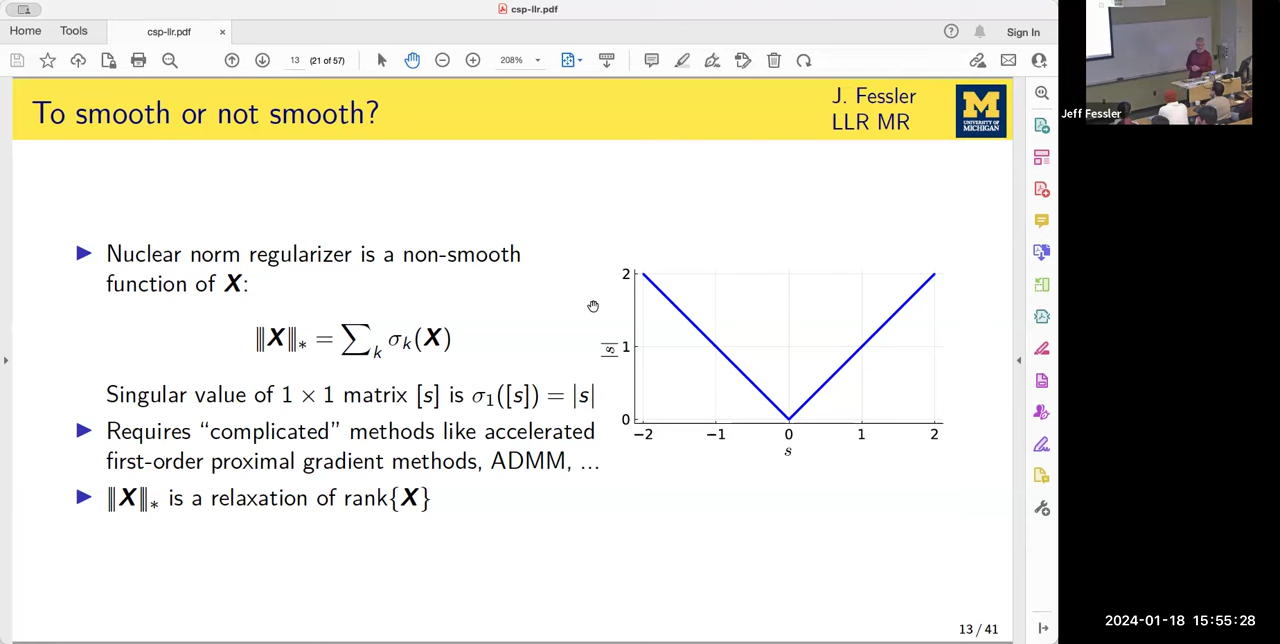 csp-llr.pdf
Home
Tools
csp-llr.pdf
×
Sign In
13
(21 of 57)
208%
To smooth or not smooth?
J. Fessler
LLR MR
M
UNIVERSITY OF
MICHIGAN
Jeff Fessler
▶ Nuclear norm regularizer is a non-smooth
function of X:
|||X|||∗ = ∑k σk(X)
Singular value of 1 × 1 matrix [s] is σ1([s]) = |s|
▶ Requires “complicated” methods like accelerated
first-order proximal gradient methods, ADMM, ...
▶ |||X|||∗ is a relaxation of rank{X}
2
1
0
|s|
−2
−1
0
1
2
s
13 / 41
2024-01-18 15:55:28